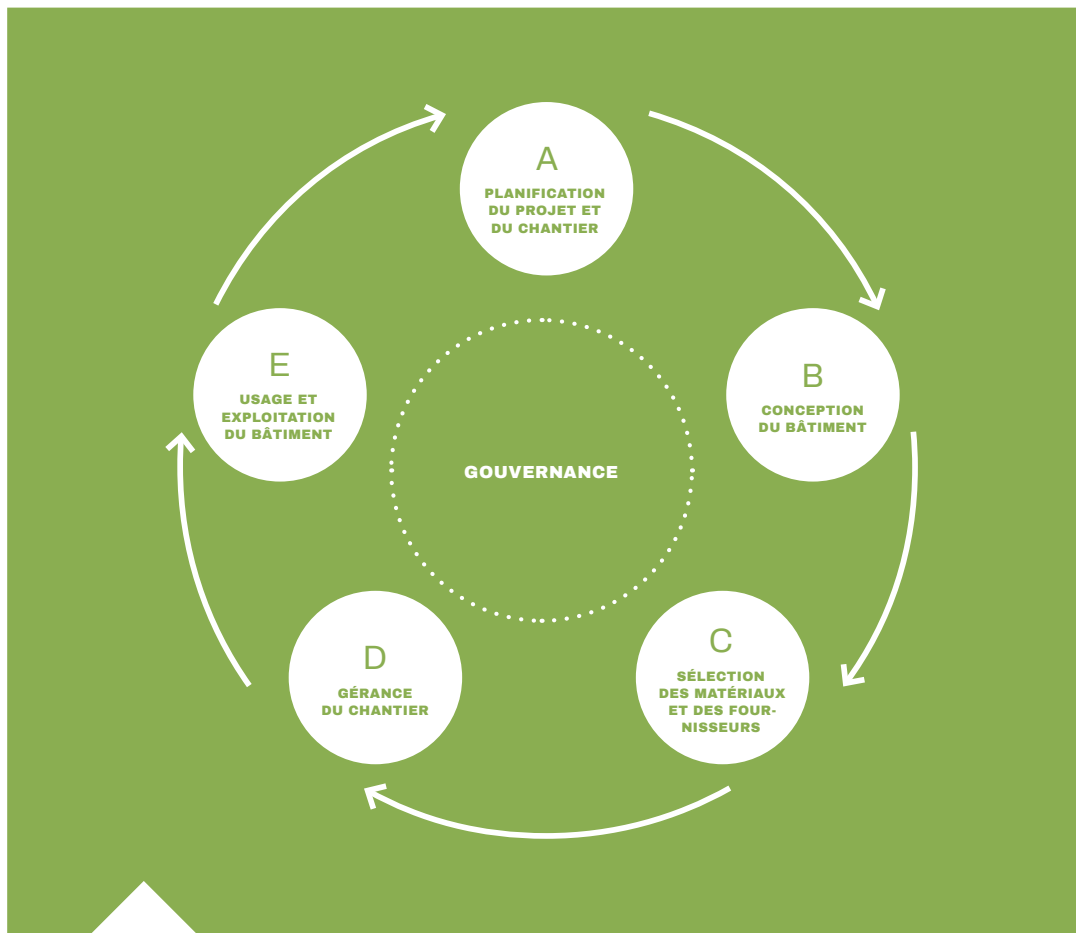 A
PLANIFICATION
DU PROJET ET
DU CHANTIER
B
CONCEPTION
DU BÂTIMENT
C
SÉLECTION
DES MATÉRIAUX
ET DES FOUR-
NISSEURS
D
GÉRANCE
DU CHANTIER
E
USAGE ET
EXPLOITATION
DU BÂTIMENT
GOUVERNANCE